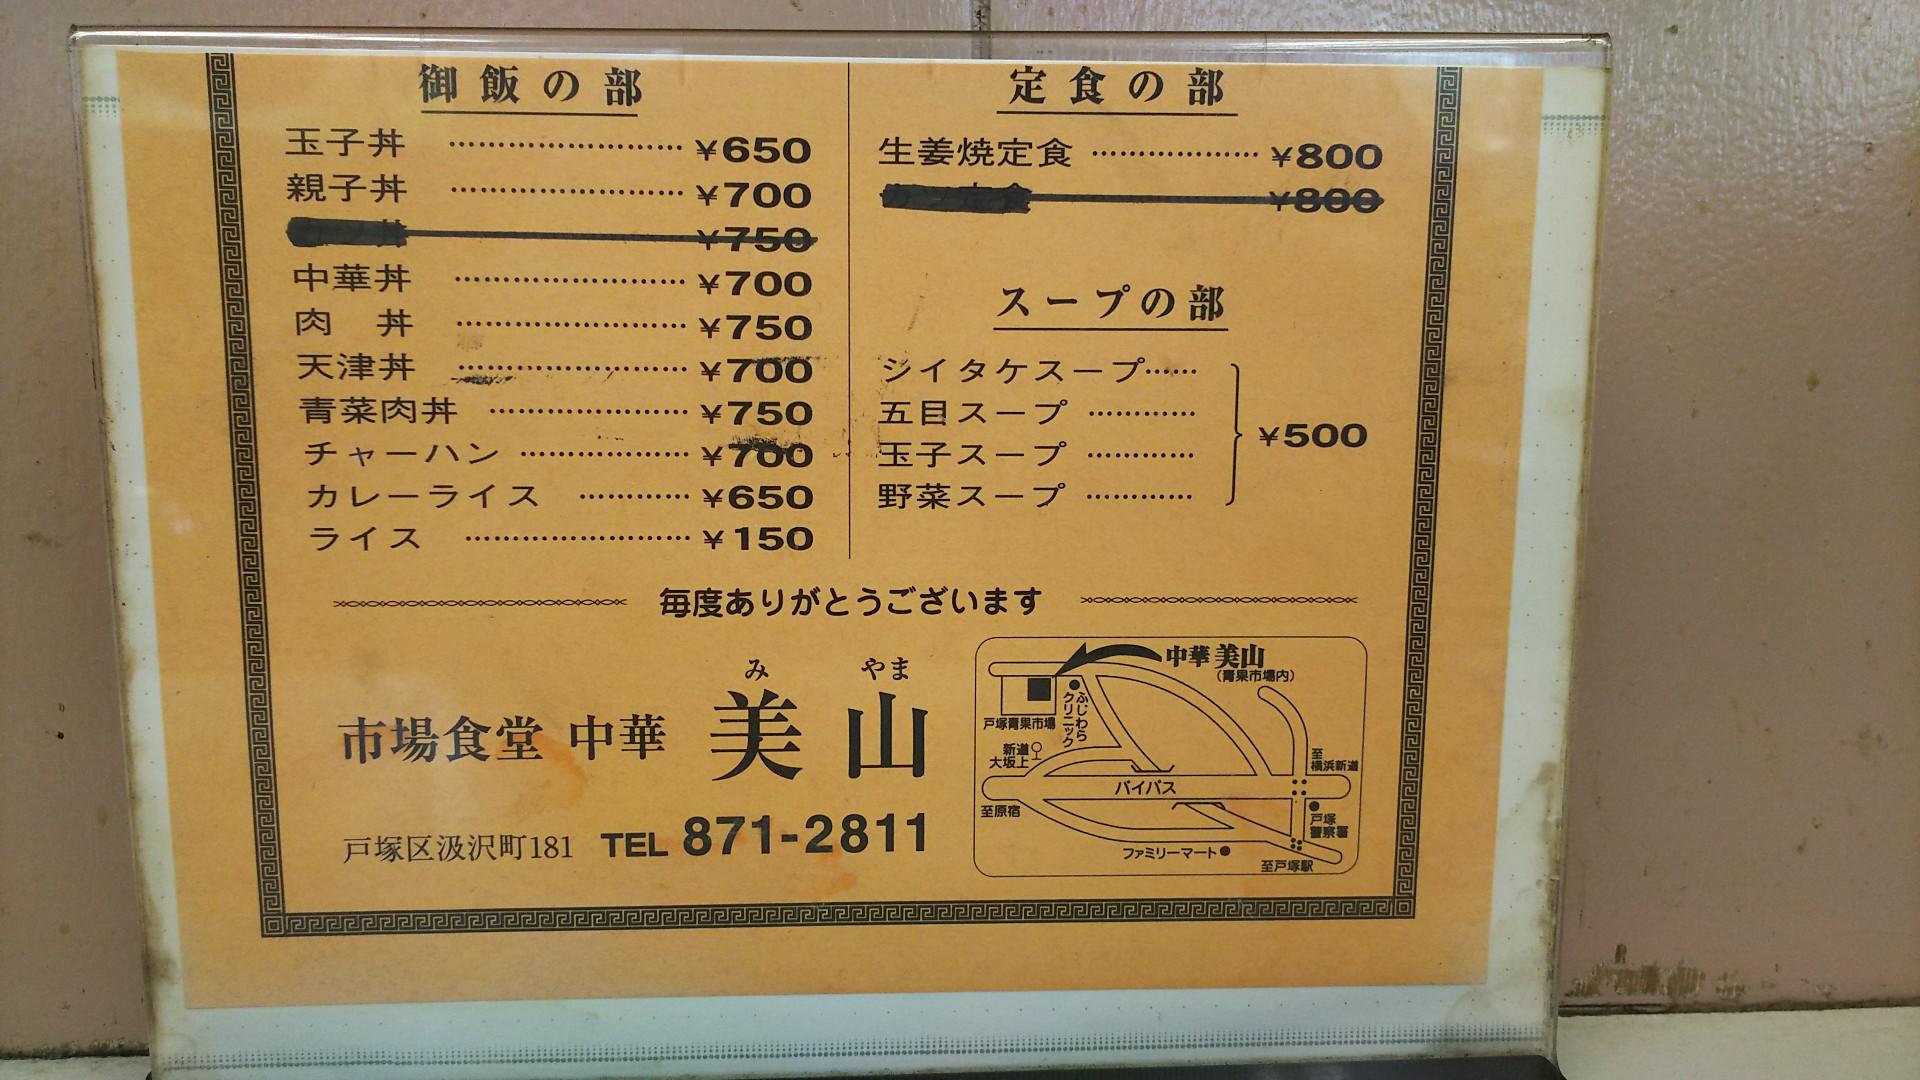 御飯の部
玉子丼 ……………………… ¥650
親子丼 ……………………… ¥700
丼 ¥750
中華丼 ……………………… ¥700
肉　丼 ……………………… ¥750
天津丼 ……………………… ¥700
青菜肉丼 …………………… ¥750
チャーハン ………………… ¥700
カレーライス ………… ¥650
ライス ……………………… ¥150
定食の部
生姜焼定食 ……………… ¥800
定食 ¥800
スープの部
シイタケスープ……
五目スープ …………
玉子スープ …………
野菜スープ …………
¥500
毎度ありがとうございます
み やま
市場食堂 中華 美山
戸塚区汲沢町181 TEL 871-2811
中華 美山
(青果市場内)
戸塚青果市場
ふじわら
クリニック
新道
大坂上
至
横浜新道
バイパス
至原宿
戸塚
警察署
ファミリーマート
至戸塚駅